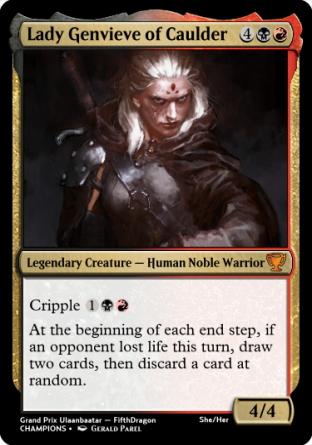 Lady Genvieve of Caulder 4
Legendary Creature — Human Noble Warrior
Cripple 1
At the beginning of each end step, if
an opponent lost life this turn, draw
two cards, then discard a card at
random.
4/4
Grand Prix Ulaanbaatar — FifthDragon She/Her
CHAMPIONS • Gerald Parel